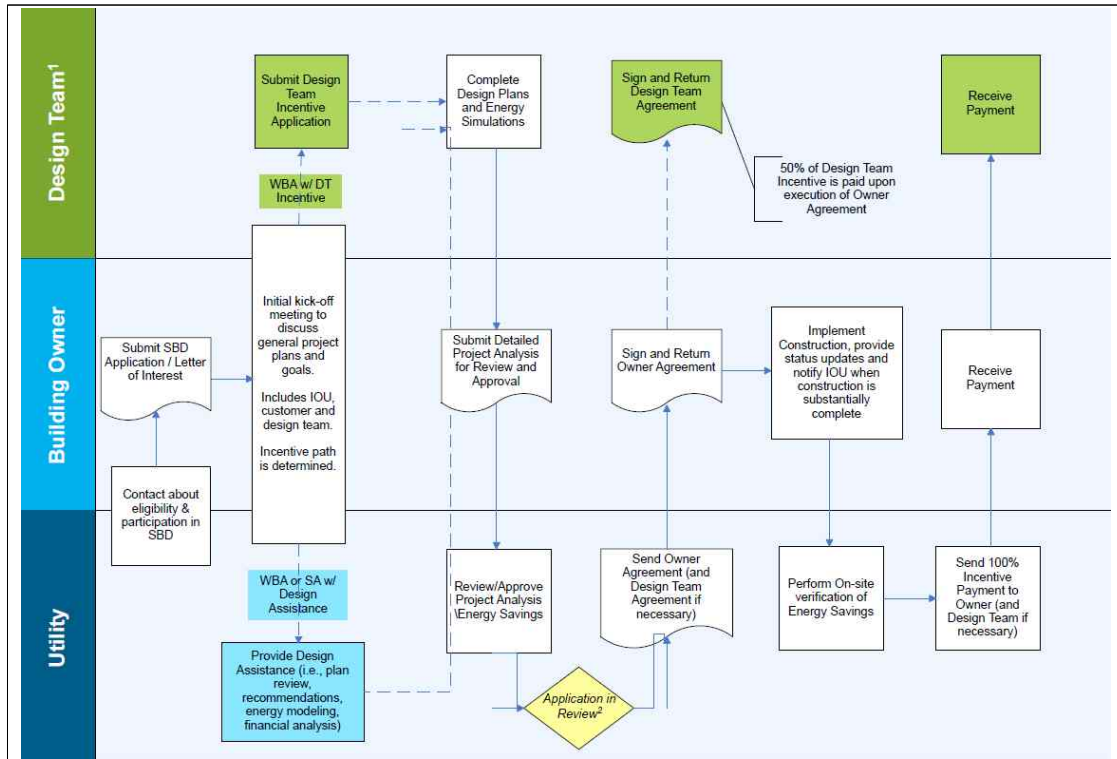 Design Team1
Submit Design
Team
Incentive
Application
Complete
Design Plans
and Energy
Simulations
Sign and Return
Design Team
Agreement
Receive
Payment
WBA w/ DT
Incentive
50% of Design Team
Incentive is paid upon
execution of Owner
Agreement
Building Owner
Submit SBD
Application / Letter
of Interest
Initial kick-off
meeting to
discuss
general project
plans and
goals.
Includes IOU,
customer and
design team.
Incentive path
is determined.
Submit Detailed
Project Analysis
for Review and
Approval
Sign and Return
Owner Agreement
Implement
Construction, provide
status updates and
notify IOU when
construction is
substantially
complete
Receive
Payment
Contact about
eligibility &
participation in
SBD
Utility
WBA or SA w/
Design
Assistance
Provide Design
Assistance (i.e., plan
review,
recommendations,
energy modeling,
financial analysis)
Review/Approve
Project Analysis
\Energy Savings
Application in
Review2
Send Owner
Agreement (and
Design Team
Agreement if
necessary)
Perform On-site
verification of
Energy Savings
Send 100%
Incentive
Payment to
Owner (and
Design Team if
necessary)